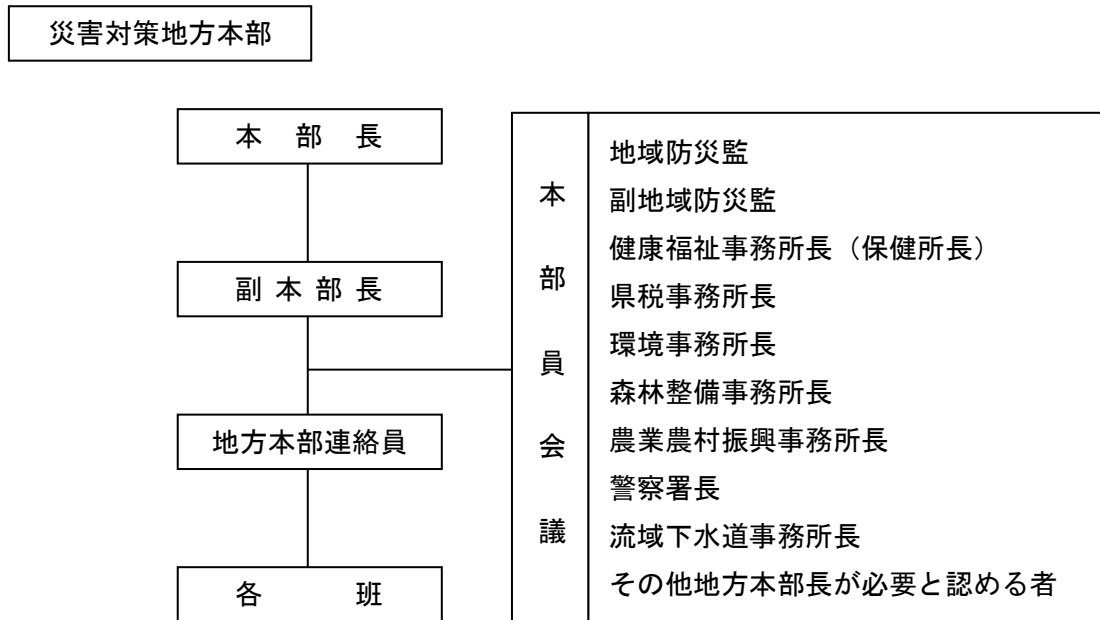 災害対策地方本部
本部長
副本部長
地方本部連絡員
各班
本部員会議
地域防災監
副地域防災監
健康福祉事務所長（保健所長）
県税事務所長
環境事務所長
森林整備事務所長
農業農村振興事務所長
警察署長
流域下水道事務所長
その他地方本部長が必要と認める者